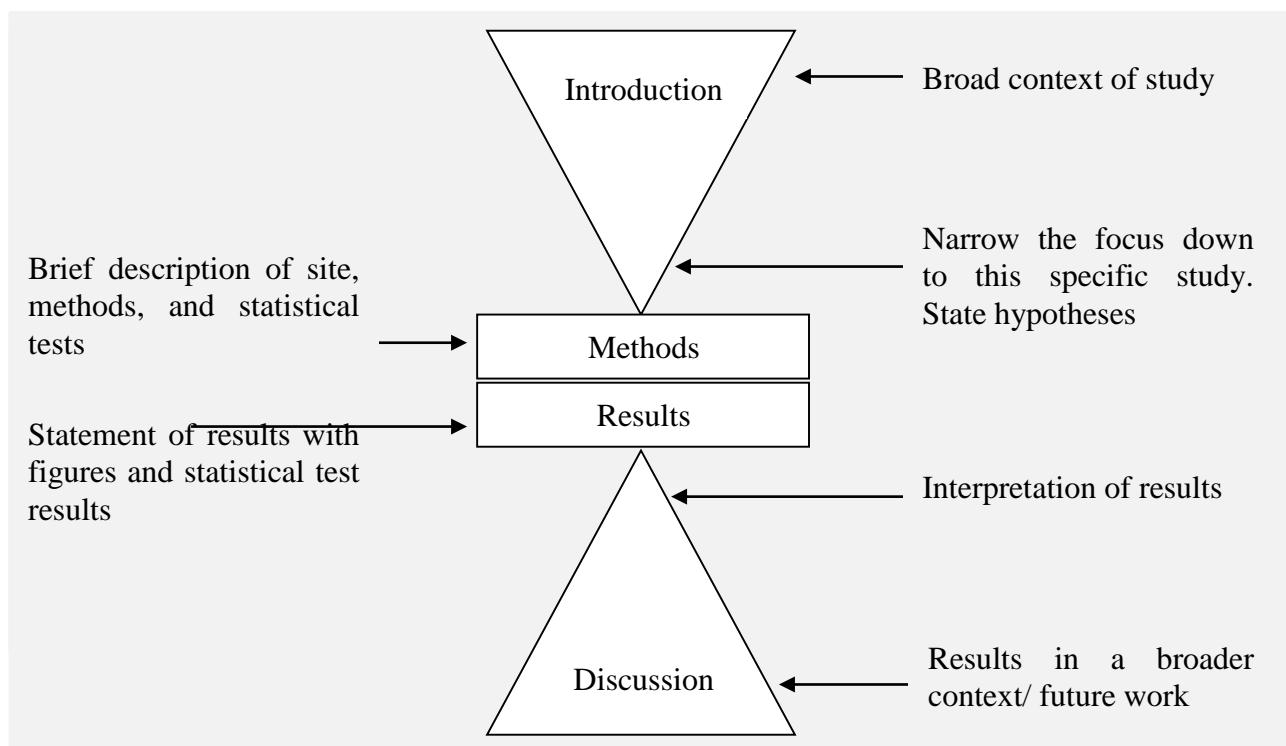 Introduction
Broad context of study
Narrow the focus down
to this specific study.
State hypotheses
Brief description of site,
methods, and statistical
tests
Methods
Results
Statement of results with
figures and statistical test
results
Interpretation of results
Discussion
Results in a broader
context/ future work